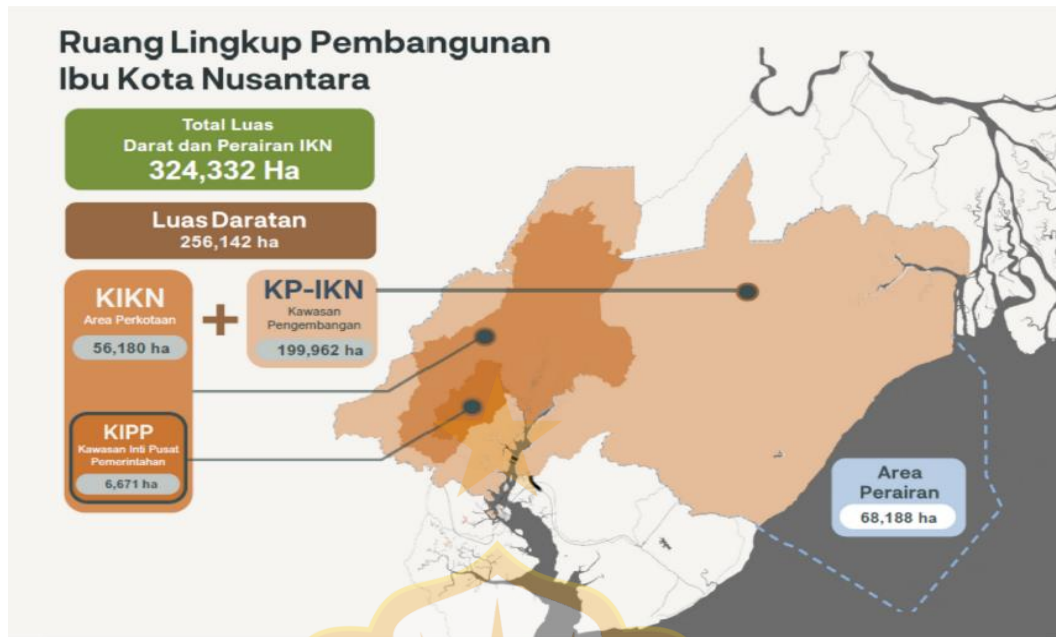 Ruang Lingkup Pembangunan
Ibu Kota Nusantara
Total Luas
Darat dan Perairan IKN
324,332 Ha
Luas Daratan
256,142 ha
KIKN
Area Perkotaan
56,180 ha
+
KP-IKN
Kawasan
Pengembangan
199,962 ha
KIPP
Kawasan Inti Pusat
Pemerintahan
6,671 ha
Area
Perairan
68,188 ha